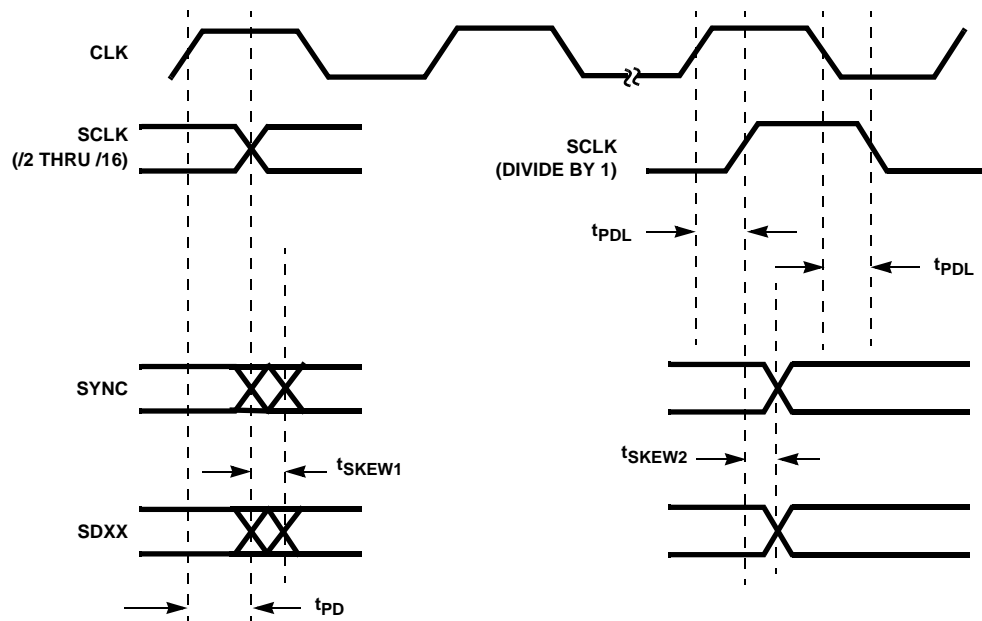 CLK
SCLK
(/2 THRU /16)
SCLK
(DIVIDE BY 1)
tPDL
tPDL
SYNC
tSKEW1
tSKEW2
SDXX
tPD